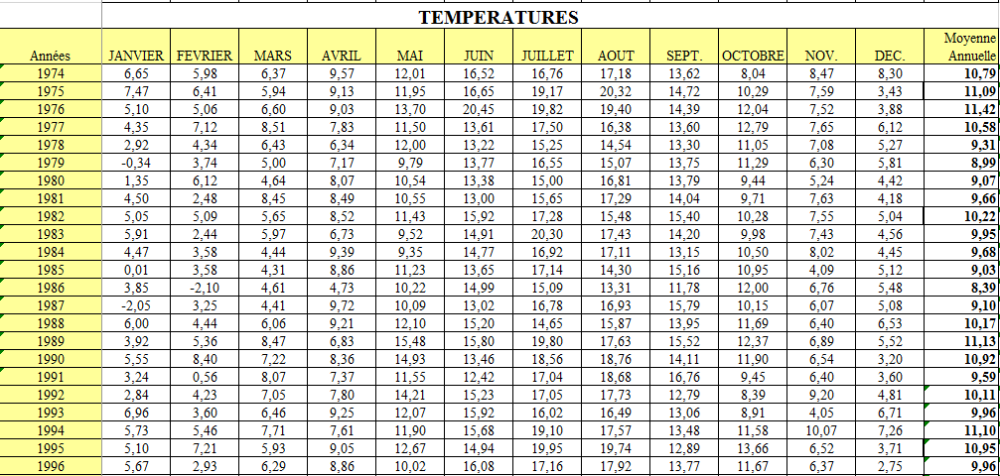 TEMPERATURES
Moyenne
Années JANVIER FEVRIER MARS AVRIL MAI JUIN JUILLET AOUT SEPT. OCTOBRE NOV. DEC. Annuelle
1974 6,65 5,98 6,37 9,57 12,01 16,52 16,76 17,18 13,62 8,04 8,47 8,30 10,79
1975 7,47 6,41 5,94 9,13 11,95 16,65 19,17 20,32 14,72 10,29 7,59 3,43 11,09
1976 5,10 5,06 6,60 9,03 13,70 20,45 19,82 19,40 14,39 12,04 7,52 3,88 11,42
1977 4,35 7,12 8,51 7,83 11,50 13,61 17,50 16,38 13,60 12,79 7,65 6,12 10,58
1978 2,92 4,34 6,43 6,34 12,00 13,22 15,25 14,54 13,30 11,05 7,08 5,27 9,31
1979 -0,34 3,74 5,00 7,17 9,79 13,77 16,55 15,07 13,75 11,29 6,30 5,81 8,99
1980 1,35 6,12 4,64 8,07 10,54 13,38 15,00 16,81 13,79 9,44 5,24 4,42 9,07
1981 4,50 2,48 8,45 8,49 10,55 13,00 15,65 17,29 14,04 9,71 7,63 4,18 9,66
1982 5,05 5,09 5,65 8,52 11,43 15,92 17,28 15,48 15,40 10,28 7,55 5,04 10,22
1983 5,91 2,44 5,97 6,73 9,52 14,91 20,30 17,43 14,20 9,98 7,43 4,56 9,95
1984 4,47 3,58 4,44 9,39 9,35 14,77 16,92 17,11 13,15 10,50 8,02 4,45 9,68
1985 0,01 3,58 4,31 8,86 11,23 13,65 17,14 14,30 15,16 10,95 4,09 5,12 9,03
1986 3,85 -2,10 4,61 4,73 10,22 14,99 15,09 13,31 11,78 12,00 6,76 5,48 8,39
1987 -2,05 3,25 4,41 9,72 10,09 13,02 16,78 16,93 15,79 10,15 6,07 5,08 9,10
1988 6,00 4,44 6,06 9,21 12,10 15,20 14,65 15,87 13,95 11,69 6,40 6,53 10,17
1989 3,92 5,36 8,47 6,83 15,48 15,80 19,80 17,63 15,52 12,37 6,89 5,52 11,13
1990 5,55 8,40 7,22 8,36 14,93 13,46 18,56 18,76 14,11 11,90 6,54 3,20 10,92
1991 3,24 0,56 8,07 7,37 11,55 12,42 17,04 18,68 16,76 9,45 6,40 3,60 9,59
1992 2,84 4,23 7,05 7,80 14,21 15,23 17,05 17,73 12,79 8,39 9,20 4,81 10,11
1993 6,96 3,60 6,46 9,25 12,07 15,92 16,02 16,49 13,06 8,91 4,05 6,71 9,96
1994 5,73 5,46 7,71 7,61 11,90 15,68 19,10 17,57 13,48 11,58 10,07 7,26 11,10
1995 5,10 7,21 5,93 9,05 12,67 14,94 19,95 19,74 12,89 13,66 6,52 3,71 10,95
1996 5,67 2,93 6,29 8,86 10,02 16,08 17,16 17,92 13,77 11,67 6,37 2,75 9,96